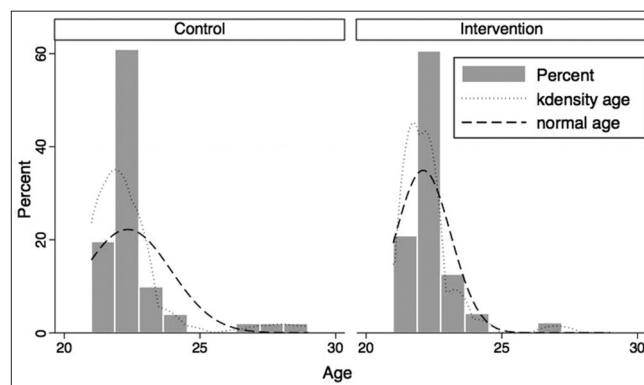 Control
Intervention
Percent
kdensity age
normal age
Percent
60
40
20
0
20
25
30
20
25
30
Age